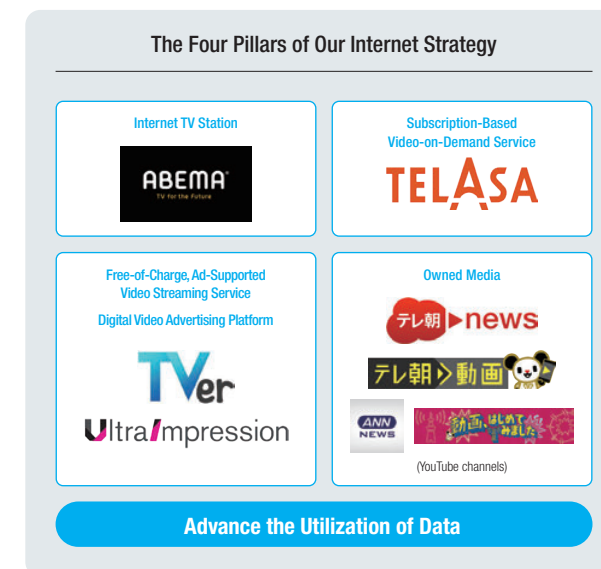 The Four Pillars of Our Internet Strategy
Internet TV Station
ABEMA
TV for the Future
Subscription-Based
Video-on-Demand Service
TELASA
Free-of-Charge, Ad-Supported
Video Streaming Service
Digital Video Advertising Platform
TVer
UltraImpression
Owned Media
テレ朝 news
テレ朝 動画
ANN
NEWS
動画、はじめて
みました
(YouTube channels)
Advance the Utilization of Data